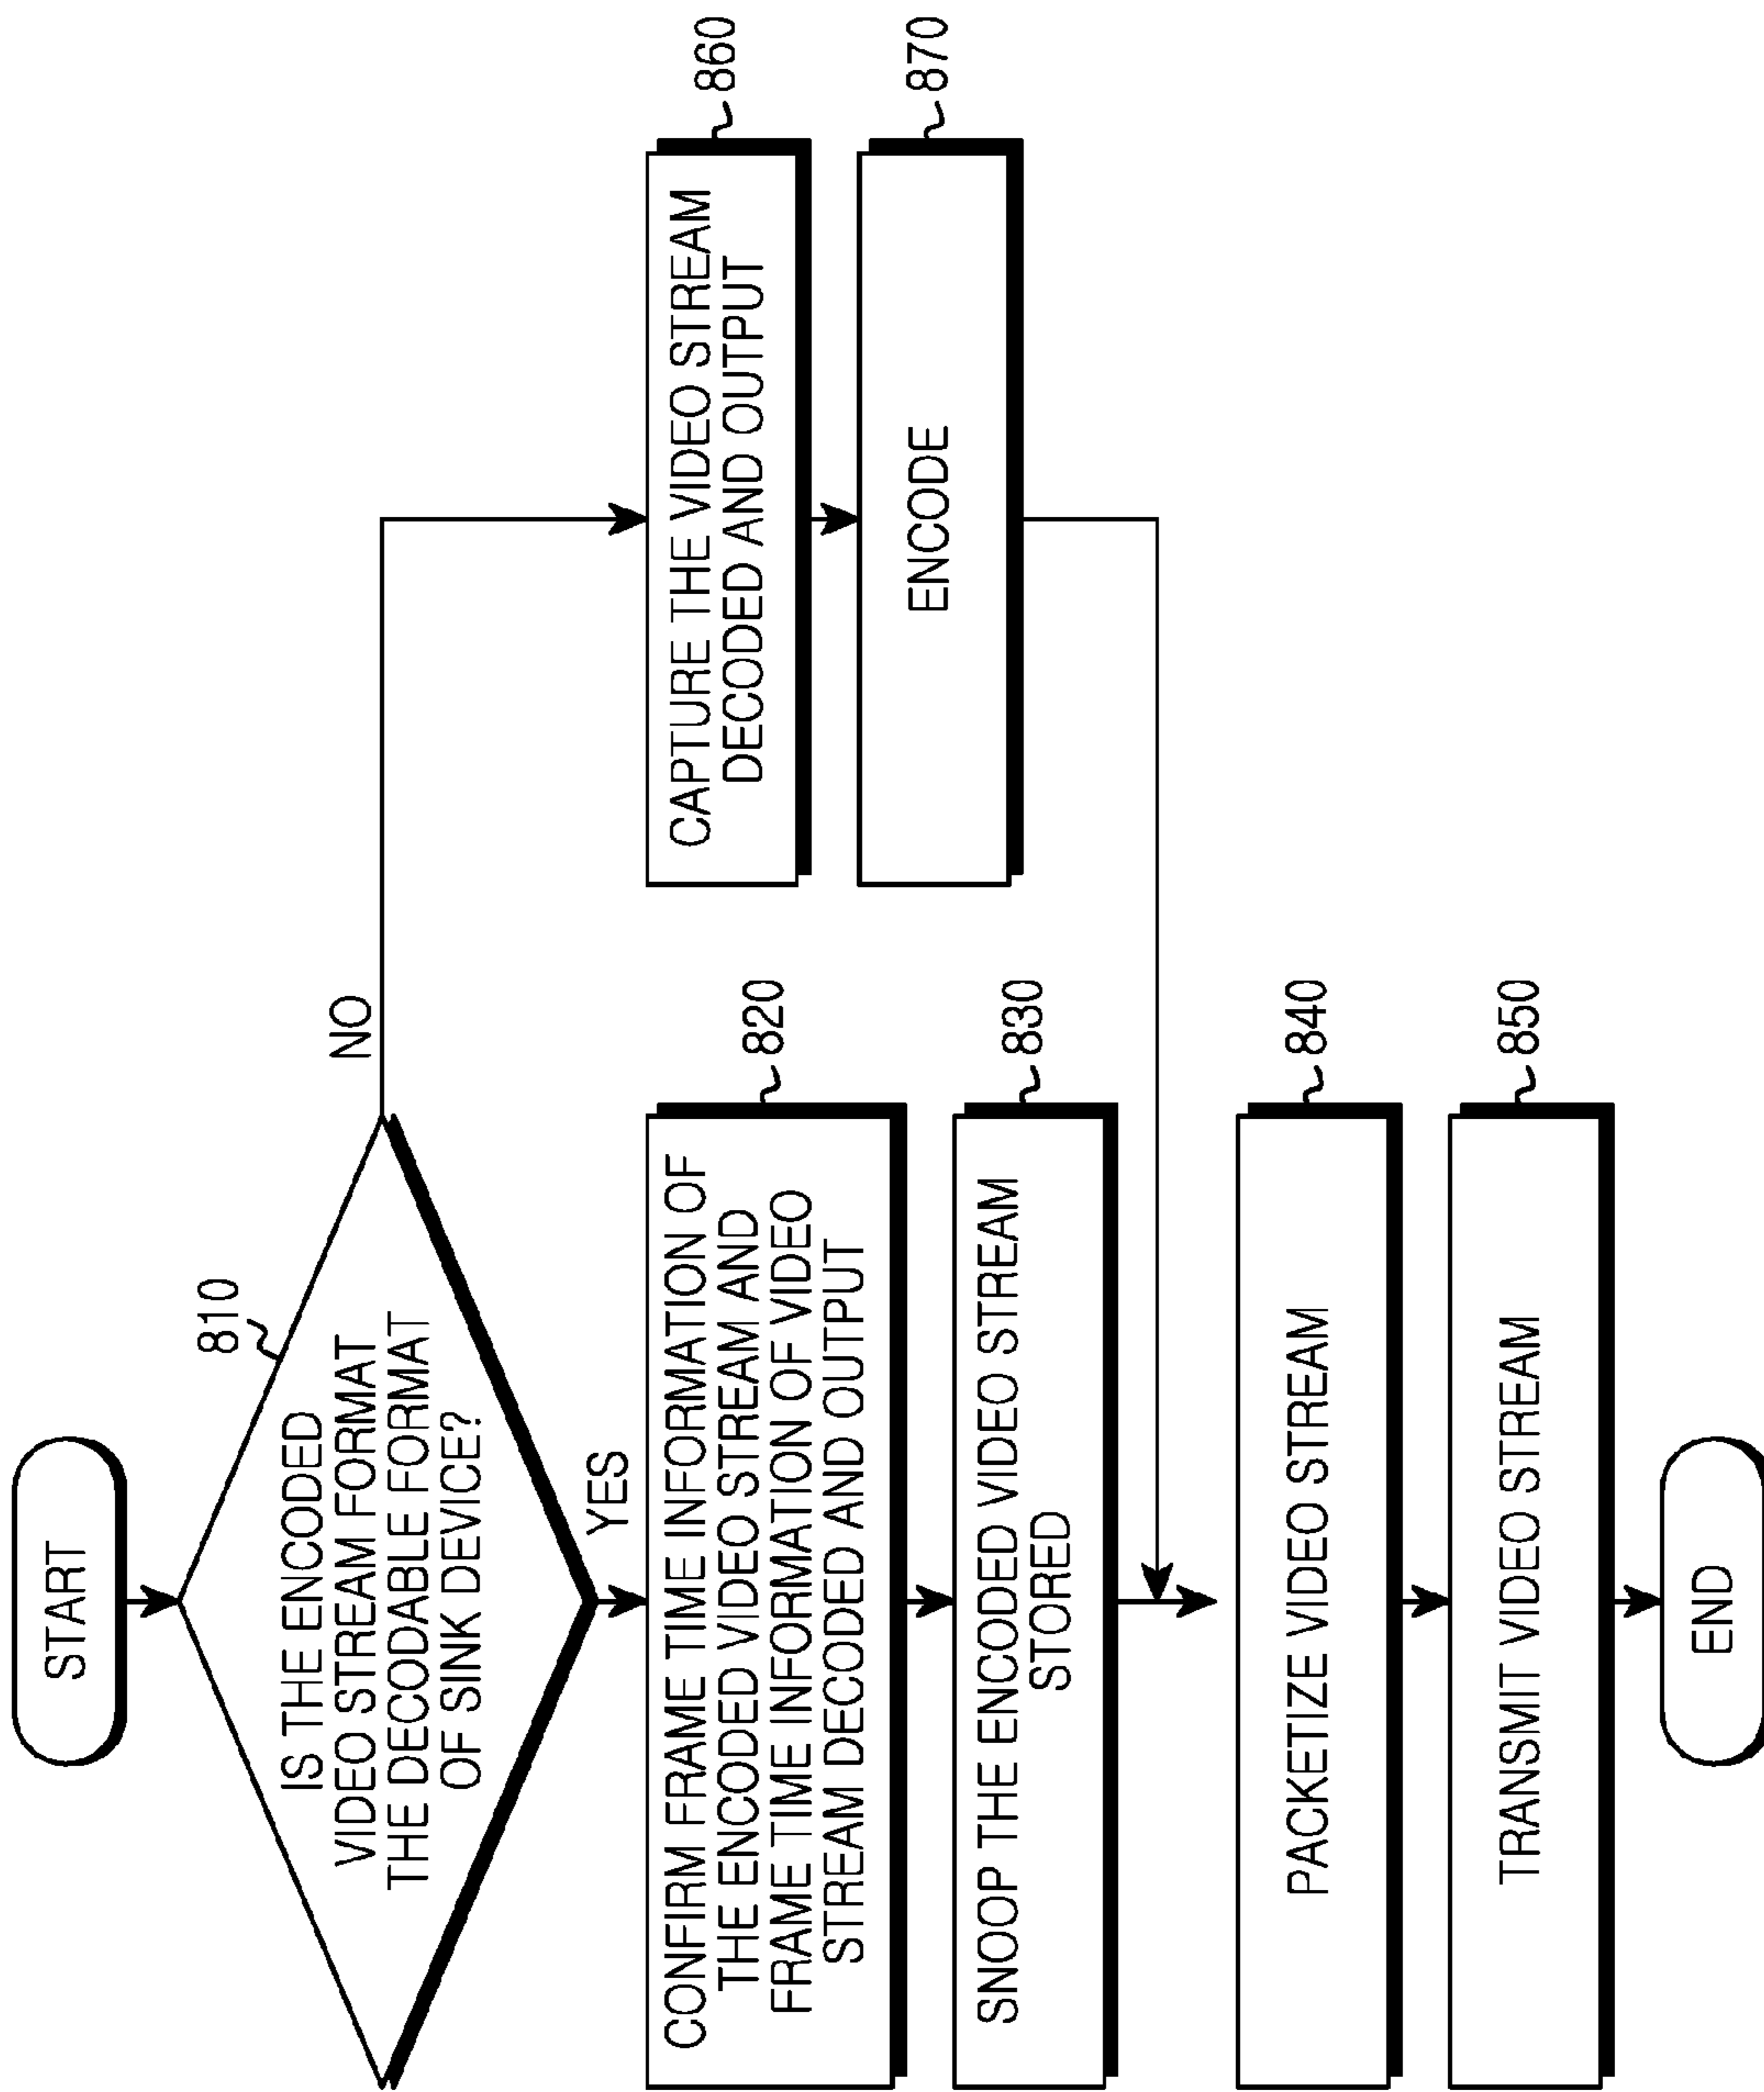 START
810
IS THE ENCODED
VIDEO STREAM FORMAT
THE DECODABLE FORMAT
OF SINK DEVICE?
NO
YES
CONFIRM FRAME TIME INFORMATION OF
THE ENCODED VIDEO STREAM AND
FRAME TIME INFORMATION OF VIDEO
STREAM DECODED AND OUTPUT
820
CAPTURE THE VIDEO STREAM
DECODED AND OUTPUT
860
SNOOP THE ENCODED VIDEO STREAM
STORED
830
ENCODE
870
PACKETIZE VIDEO STREAM
840
TRANSMIT VIDEO STREAM
850
END